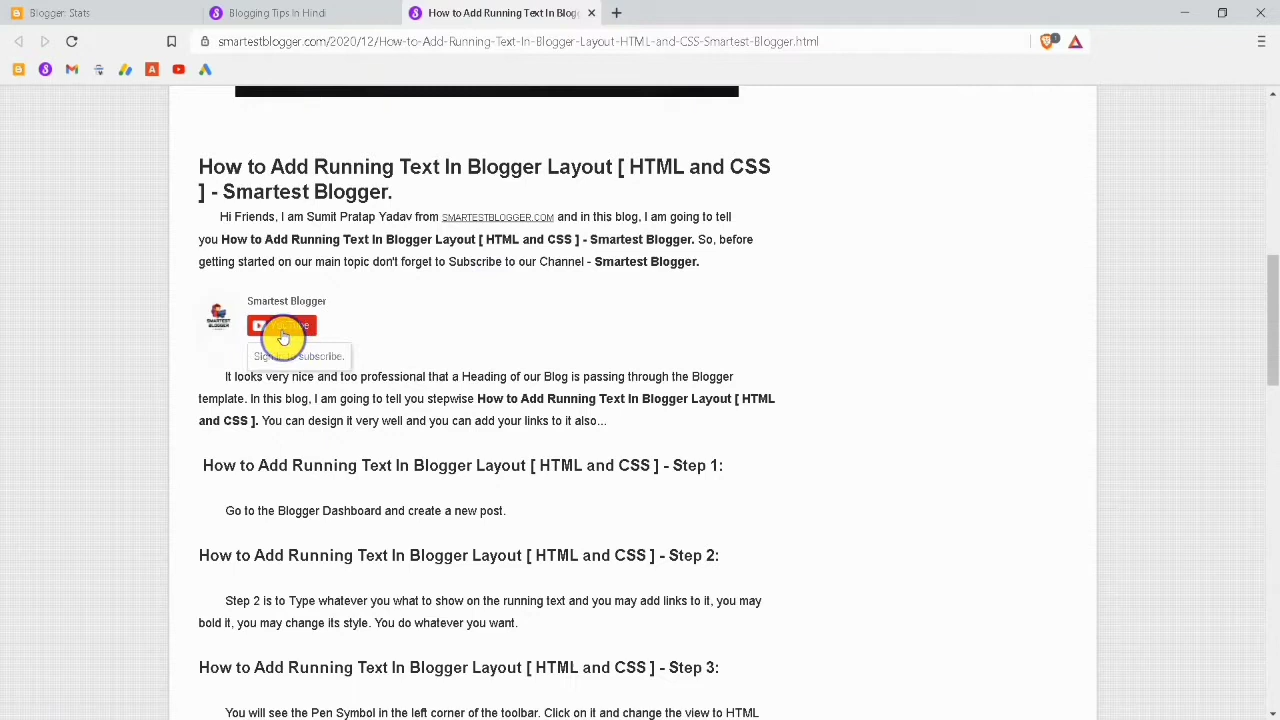 Blogger: Stats
Blogging Tips In Hindi
How to Add Running Text In Blog
smartestblogger.com/2020/12/How-to-Add-Running-Text-In-Blogger-Layout-HTML-and-CSS-Smartest-Blogger.html
1
How to Add Running Text In Blogger Layout [ HTML and CSS
] - Smartest Blogger.
Hi Friends, I am Sumit Pratap Yadav from SMARTESTBLOGGER.COM and in this blog, I am going to tell
you How to Add Running Text In Blogger Layout [ HTML and CSS ] - Smartest Blogger. So, before
getting started on our main topic don't forget to Subscribe to our Channel - Smartest Blogger.
Smartest Blogger
SMARTEST
BLOGGER
YouTube
Sign in to subscribe.
It looks very nice and too professional that a Heading of our Blog is passing through the Blogger
template. In this blog, I am going to tell you stepwise How to Add Running Text In Blogger Layout [ HTML
and CSS ]. You can design it very well and you can add your links to it also...
How to Add Running Text In Blogger Layout [ HTML and CSS ] - Step 1:
Go to the Blogger Dashboard and create a new post.
How to Add Running Text In Blogger Layout [ HTML and CSS ] - Step 2:
Step 2 is to Type whatever you what to show on the running text and you may add links to it, you may
bold it, you may change its style. You do whatever you want.
How to Add Running Text In Blogger Layout [ HTML and CSS ] - Step 3:
You will see the Pen Symbol in the left corner of the toolbar. Click on it and change the view to HTML